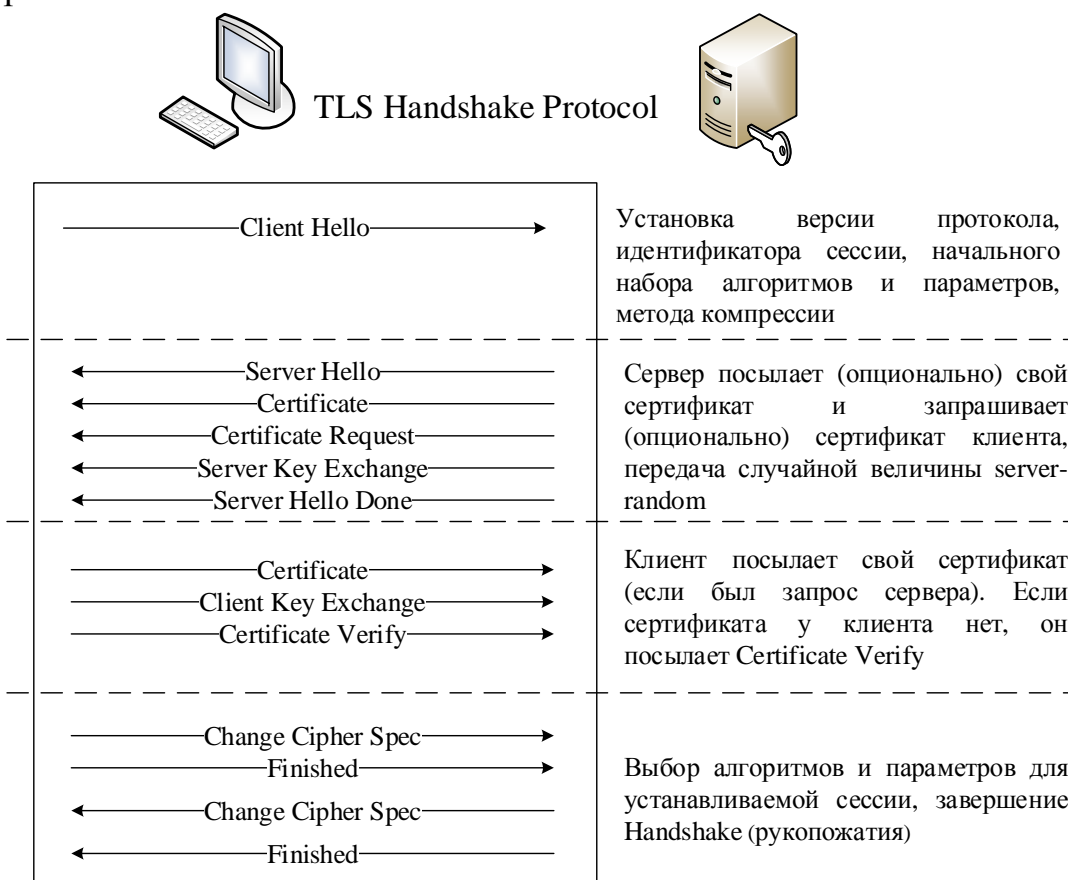 TLS Handshake Protocol
Client Hello
Установка версии протокола,
идентификатора сессии, начального
набора алгоритмов и параметров,
метода компрессии
Server Hello
Certificate
Certificate Request
Server Key Exchange
Server Hello Done
Сервер посылает (опционально) свой
сертификат и запрашивает
(опционально) сертификат клиента,
передача случайной величины server-
random
Certificate
Client Key Exchange
Certificate Verify
Клиент посылает свой сертификат
(если был запрос сервера). Если
сертификата у клиента нет, он
посылает Certificate Verify
Change Cipher Spec
Finished
Change Cipher Spec
Finished
Выбор алгоритмов и параметров для
устанавливаемой сессии, завершение
Handshake (рукопожатия)